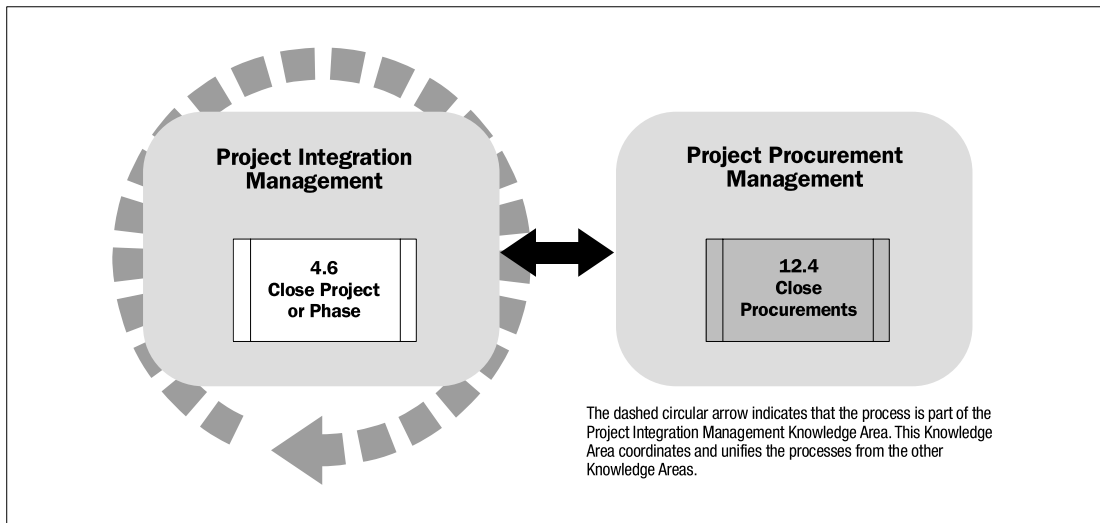 Project Integration
Management
4.6
Close Project
or Phase
Project Procurement
Management
12.4
Close
Procurements
The dashed circular arrow indicates that the process is part of the
Project Integration Management Knowledge Area. This Knowledge
Area coordinates and unifies the processes from the other
Knowledge Areas.